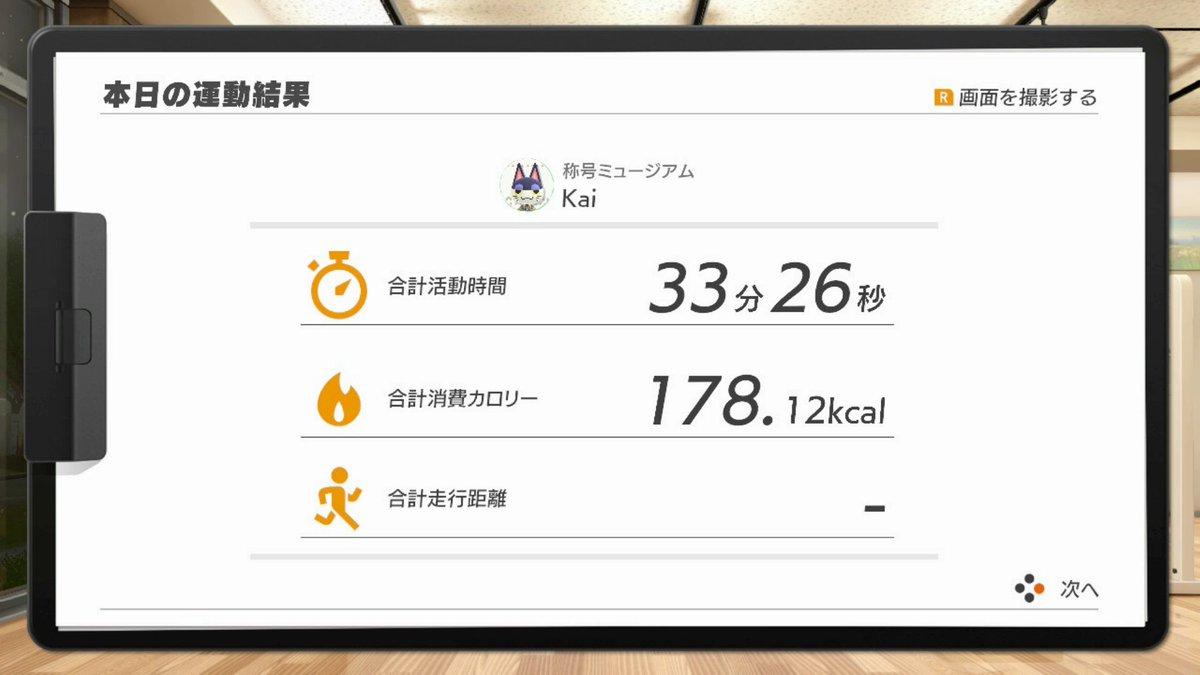 本日の運動結果
R 画面を撮影する
称号ミュージアム
Kai
合計活動時間 33分26秒
合計消費カロリー 178.12kcal
合計走行距離 -
次へ